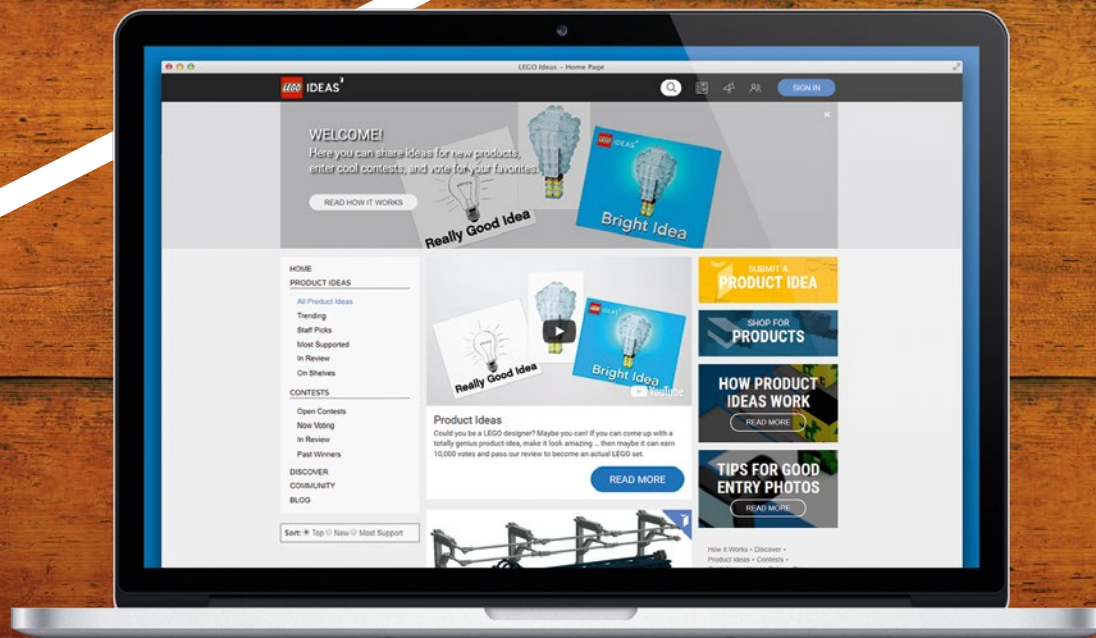 LEGO Ideas – Home Page
LEGO IDEAS
SIGN IN
WELCOME!
Here you can share ideas for new products,
enter cool contests, and vote for your favorites.
READ HOW IT WORKS
Really Good Idea
LEGO IDEAS
Bright Idea
HOME
PRODUCT IDEAS
All Product Ideas
Trending
Staff Picks
Most Supported
In Review
On Shelves
CONTESTS
Open Contests
Now Voting
In Review
Past Winners
DISCOVER
COMMUNITY
BLOG
Sort: Top New Most Support
Really Good Idea
LEGO IDEAS
Bright Idea
YouTube
Product Ideas
Could you be a LEGO designer? Maybe you can! If you can come up with a
totally genius product idea, make it look amazing ... then maybe it can earn
10,000 votes and pass our review to become an actual LEGO set.
READ MORE
SUBMIT A
PRODUCT IDEA
SHOP FOR
PRODUCTS
HOW PRODUCT
IDEAS WORK
READ MORE
TIPS FOR GOOD
ENTRY PHOTOS
READ MORE
How it Works • Discover •
Product Ideas • Contests •